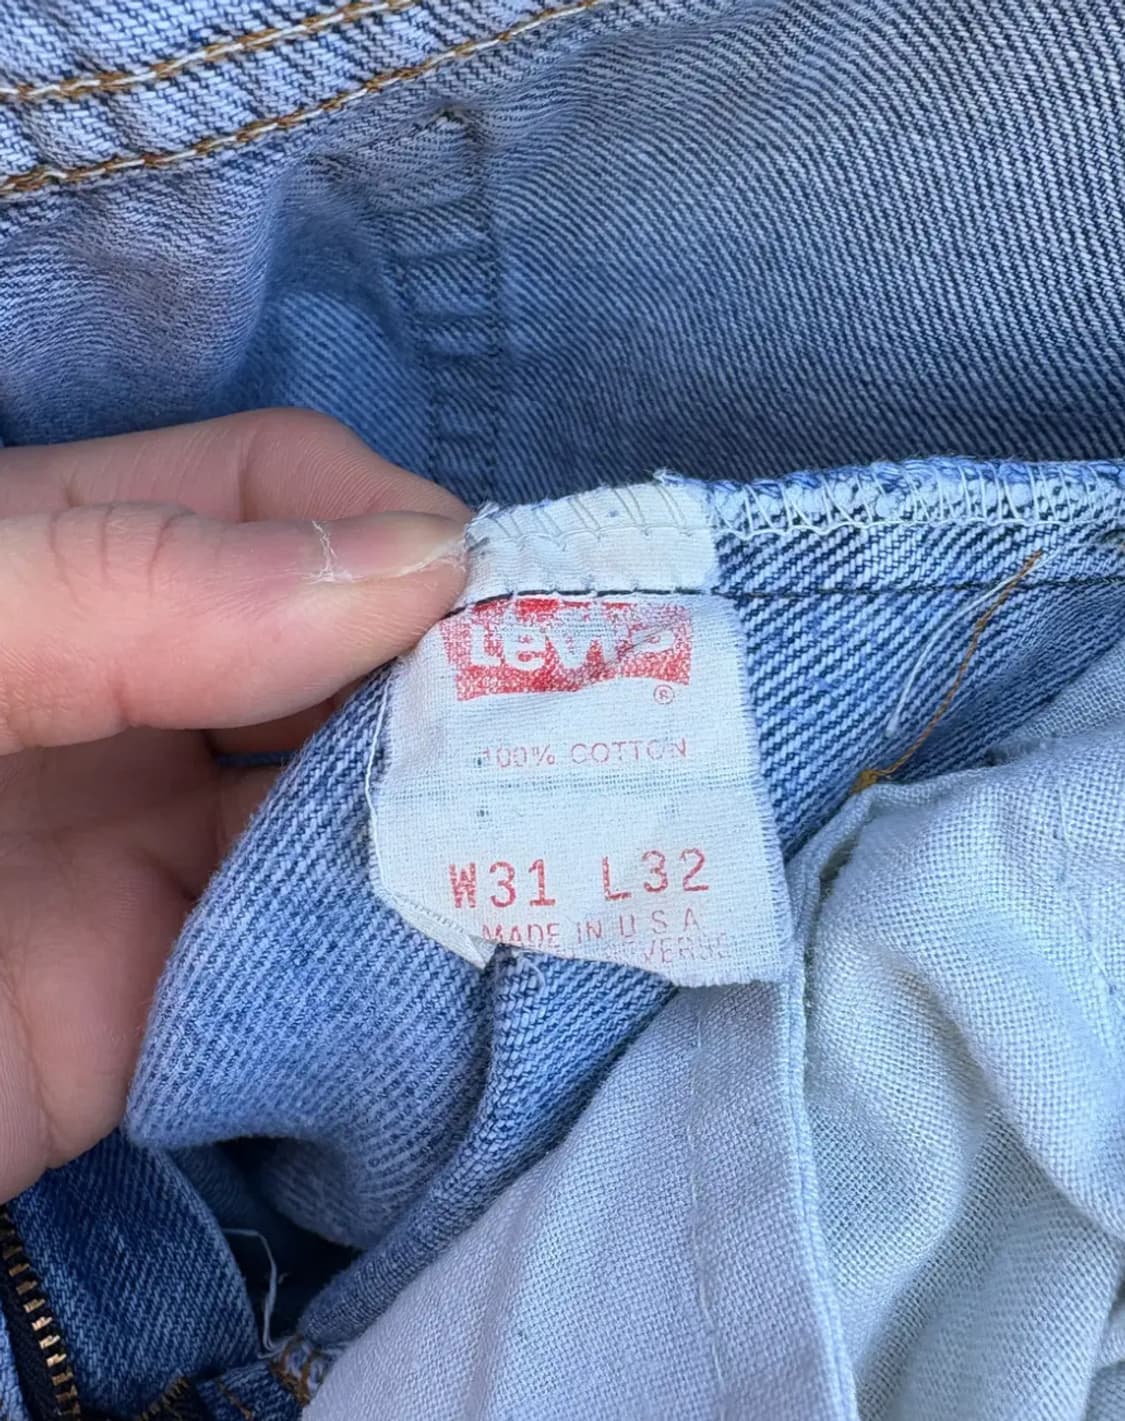 Levi's
®
100% COTTON
W31 L32
MADE IN U S A